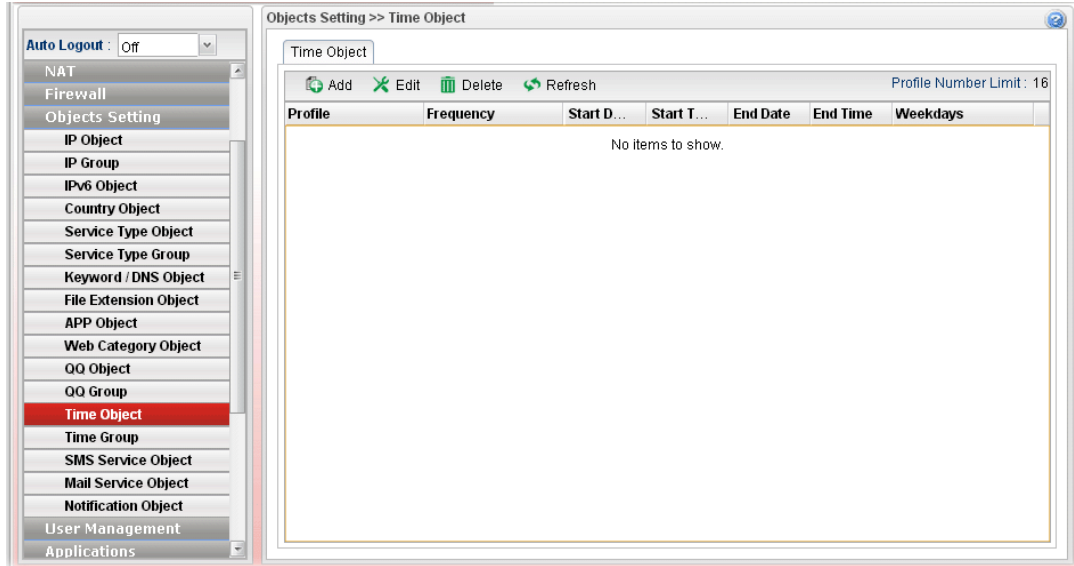 Objects Setting >> Time Object
Auto Logout : Off
NAT
Firewall
Objects Setting
IP Object
IP Group
IPv6 Object
Country Object
Service Type Object
Service Type Group
Keyword / DNS Object
File Extension Object
APP Object
Web Category Object
QQ Object
QQ Group
Time Object
Time Group
SMS Service Object
Mail Service Object
Notification Object
User Management
Applications
Time Object
Add Edit Delete Refresh Profile Number Limit : 16
Profile Frequency Start D... Start T... End Date End Time Weekdays
No items to show.